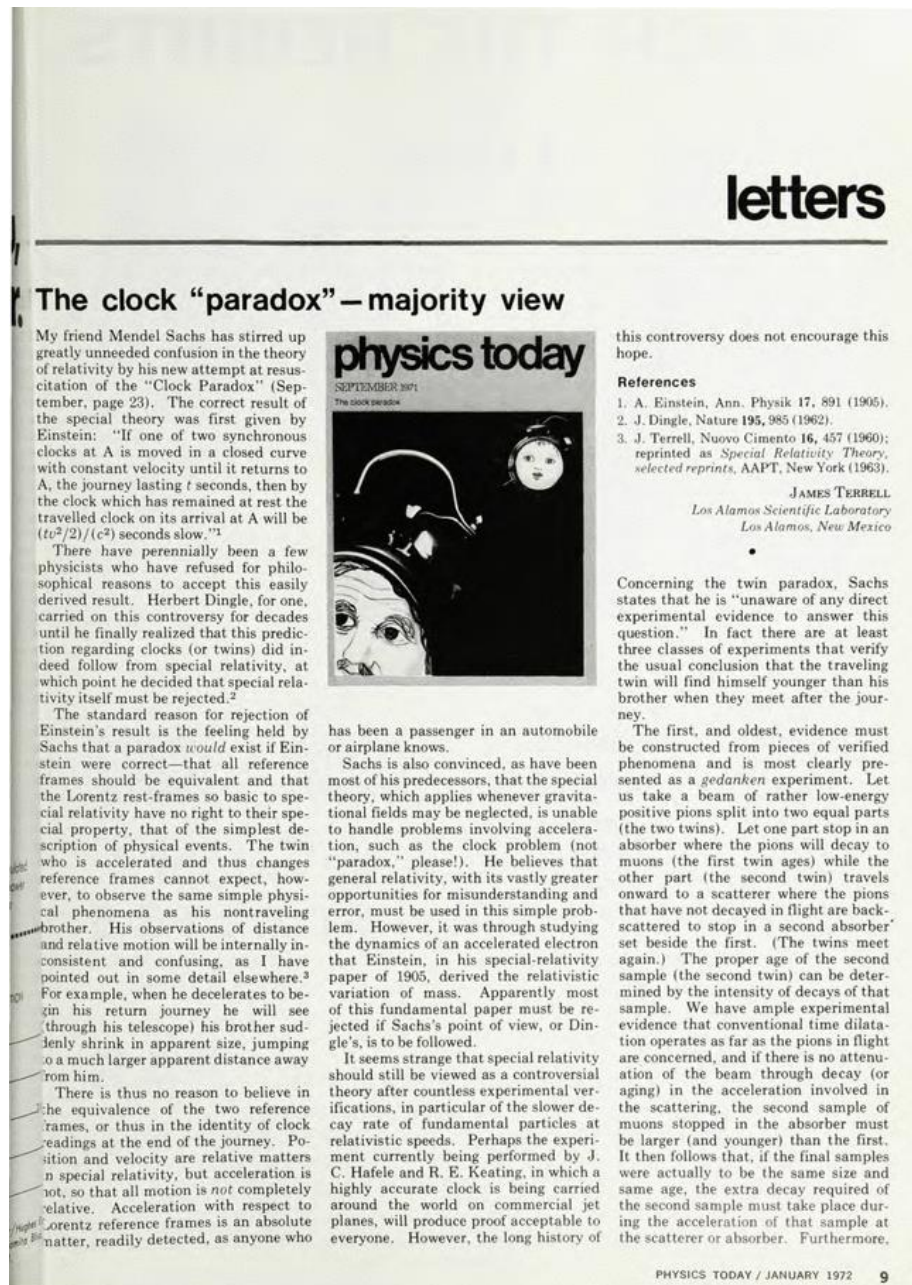 letters
The clock “paradox”—majority view
My friend Mendel Sachs has stirred up
greatly unneeded confusion in the theory
of relativity by his new attempt at resus-
citation of the “Clock Paradox” (Sep-
tember, page 23). The correct result of
the special theory was first given by
Einstein: “If one of two synchronous
clocks at A is moved in a closed curve
with constant velocity until it returns to
A, the journey lasting t seconds, then by
the clock which has remained at rest the
travelled clock on its arrival at A will be
(tv²/2)/(c²) seconds slow.”¹
There have perennially been a few
physicists who have refused for philo-
sophical reasons to accept this easily
derived result. Herbert Dingle, for one,
carried on this controversy for decades
until he finally realized that this predic-
tion regarding clocks (or twins) did in-
deed follow from special relativity, at
which point he decided that special rela-
tivity itself must be rejected.²
The standard reason for rejection of
Einstein's result is the feeling held by
Sachs that a paradox would exist if Ein-
stein were correct—that all reference
frames should be equivalent and that
the Lorentz rest-frames so basic to spe-
cial relativity have no right to their spe-
cial property, that of the simplest de-
scription of physical events. The twin
who is accelerated and thus changes
reference frames cannot expect, how-
ever, to observe the same simple physi-
cal phenomena as his nontraveling
brother. His observations of distance
and relative motion will be internally in-
consistent and confusing, as I have
pointed out in some detail elsewhere.³
For example, when he decelerates to be-
gin his return journey he will see
(through his telescope) his brother sud-
denly shrink in apparent size, jumping
to a much larger apparent distance away
from him.
There is thus no reason to believe in
the equivalence of the two reference
frames, or thus in the identity of clock
readings at the end of the journey. Po-
sition and velocity are relative matters
in special relativity, but acceleration is
not, so that all motion is not completely
relative. Acceleration with respect to
Lorentz reference frames is an absolute
matter, readily detected, as anyone who
physics today
SEPTEMBER 1971
The clock paradox
has been a passenger in an automobile
or airplane knows.
Sachs is also convinced, as have been
most of his predecessors, that the special
theory, which applies whenever gravita-
tional fields may be neglected, is unable
to handle problems involving accelera-
tion, such as the clock problem (not
“paradox,” please!). He believes that
general relativity, with its vastly greater
opportunities for misunderstanding and
error, must be used in this simple prob-
lem. However, it was through studying
the dynamics of an accelerated electron
that Einstein, in his special-relativity
paper of 1905, derived the relativistic
variation of mass. Apparently most
of this fundamental paper must be re-
jected if Sachs's point of view, or Din-
gle's, is to be followed.
It seems strange that special relativity
should still be viewed as a controversial
theory after countless experimental ver-
ifications, in particular of the slower de-
cay rate of fundamental particles at
relativistic speeds. Perhaps the experi-
ment currently being performed by J.
C. Hafele and R. E. Keating, in which a
highly accurate clock is being carried
around the world on commercial jet
planes, will produce proof acceptable to
everyone. However, the long history of
this controversy does not encourage this
hope.
References
1. A. Einstein, Ann. Physik 17, 891 (1905).
2. J. Dingle, Nature 195, 985 (1962).
3. J. Terrell, Nuovo Cimento 16, 457 (1960);
reprinted as Special Relativity Theory,
selected reprints, AAPT, New York (1963).
JAMES TERRELL
Los Alamos Scientific Laboratory
Los Alamos, New Mexico
•
Concerning the twin paradox, Sachs
states that he is “unaware of any direct
experimental evidence to answer this
question.” In fact there are at least
three classes of experiments that verify
the usual conclusion that the traveling
twin will find himself younger than his
brother when they meet after the jour-
ney.
The first, and oldest, evidence must
be constructed from pieces of verified
phenomena and is most clearly pre-
sented as a gedanken experiment. Let
us take a beam of rather low-energy
positive pions split into two equal parts
(the two twins). Let one part stop in an
absorber where the pions will decay to
muons (the first twin ages) while the
other part (the second twin) travels
onward to a scatterer where the pions
that have not decayed in flight are back-
scattered to stop in a second absorber
set beside the first. (The twins meet
again.) The proper age of the second
sample (the second twin) can be deter-
mined by the intensity of decays of that
sample. We have ample experimental
evidence that conventional time dilata-
tion operates as far as the pions in flight
are concerned, and if there is no attenu-
ation of the beam through decay (or
aging) in the acceleration involved in
the scattering, the second sample of
muons stopped in the absorber must
be larger (and younger) than the first.
It then follows that, if the final samples
were actually to be the same size and
same age, the extra decay required of
the second sample must take place dur-
ing the acceleration of that sample at
the scatterer or absorber. Furthermore,
PHYSICS TODAY / JANUARY 1972 9